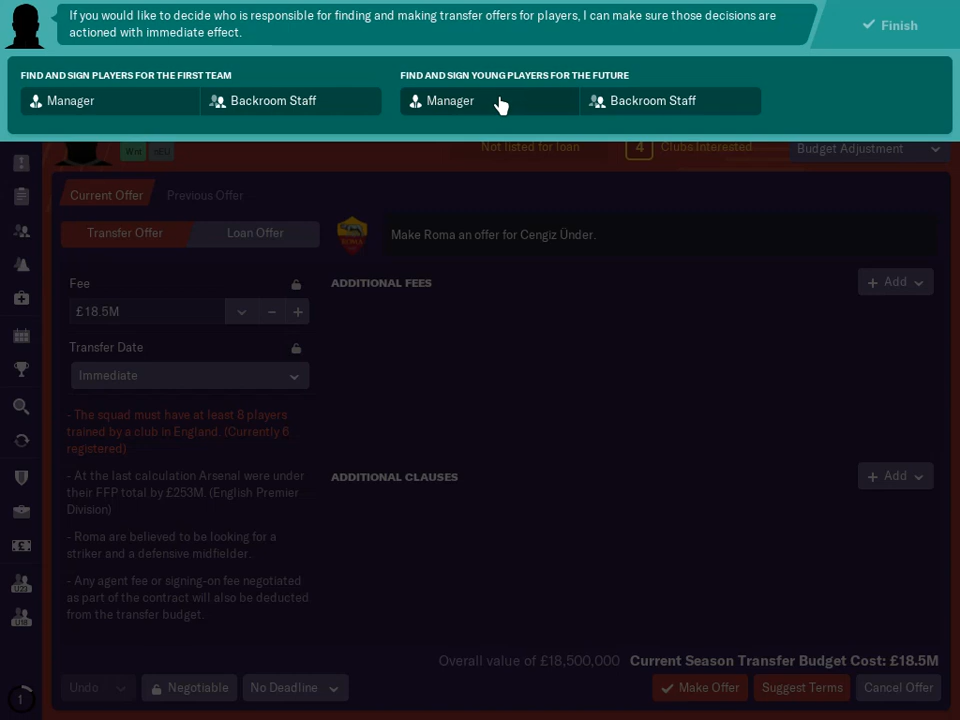 If you would like to decide who is responsible for finding and making transfer offers for players, I can make sure those decisions are
actioned with immediate effect.
Finish
FIND AND SIGN PLAYERS FOR THE FIRST TEAM
FIND AND SIGN YOUNG PLAYERS FOR THE FUTURE
Manager
Backroom Staff
Manager
Backroom Staff
Wnt
nEU
Not listed for loan
4
Clubs Interested
Budget Adjustment
Current Offer
Previous Offer
Transfer Offer
Loan Offer
ROMA
Make Roma an offer for Cengiz Ünder.
Fee
ADDITIONAL FEES
Add
£18.5M
Transfer Date
Immediate
- The squad must have at least 8 players
trained by a club in England. (Currently 6
registered)
- At the last calculation Arsenal were under
their FFP total by £253M. (English Premier
Division)
ADDITIONAL CLAUSES
Add
- Roma are believed to be looking for a
striker and a defensive midfielder.
- Any agent fee or signing-on fee negotiated
as part of the contract will also be deducted
from the transfer budget.
U23
U18
Overall value of £18,500,000
Current Season Transfer Budget Cost: £18.5M
1
Undo
Negotiable
No Deadline
Make Offer
Suggest Terms
Cancel Offer